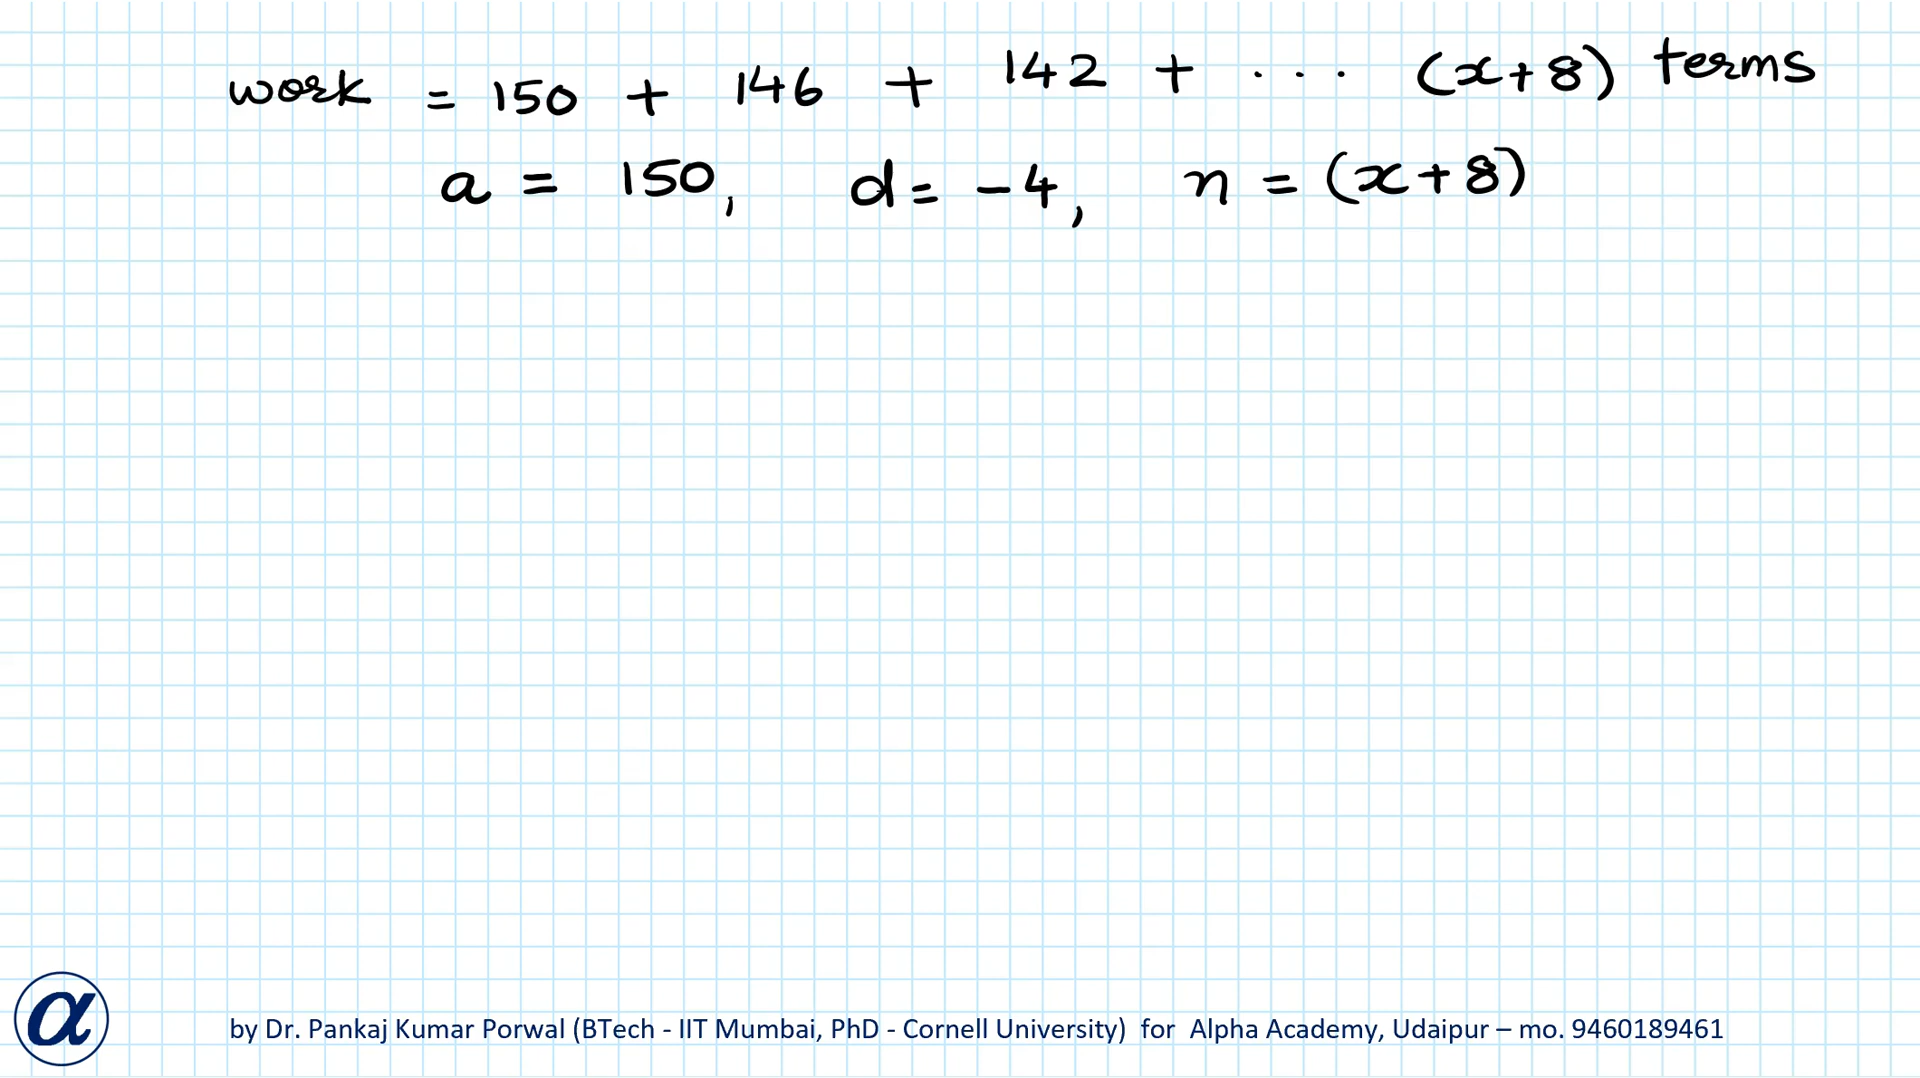 work = 150 + 146 + 142 + ... (x+8) terms
a = 150, d = -4, n = (x+8)
α by Dr. Pankaj Kumar Porwal (BTech - IIT Mumbai, PhD - Cornell University) for Alpha Academy, Udaipur – mo. 9460189461